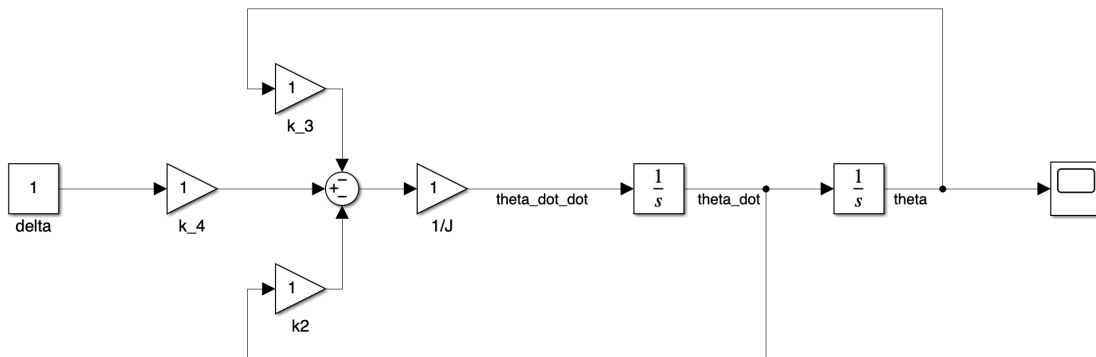 1
k_3
1
delta
1
k_4
+
−
−
1
1/J
theta_dot_dot
1
s
theta_dot
1
s
theta
1
k2